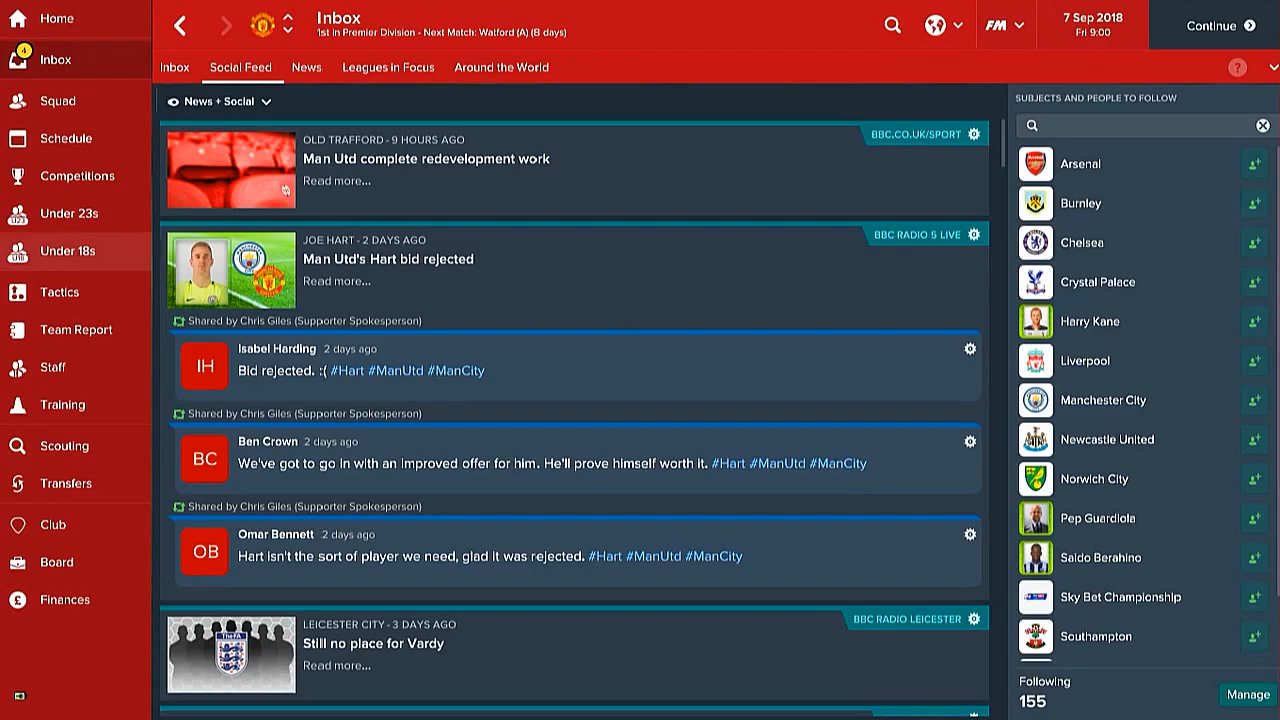 Home
4
Inbox
Squad
Schedule
Competitions
U23
Under 23s
U18
Under 18s
Tactics
Team Report
Staff
Training
Scouting
Transfers
Club
Board
Finances
Inbox
1st in Premier Division - Next Match: Watford (A) (8 days)
FM
7 Sep 2018
Fri 9:00
Continue
Inbox
Social Feed
News
Leagues in Focus
Around the World
?
News + Social
OLD TRAFFORD - 9 HOURS AGO
BBC.CO.UK/SPORT
Man Utd complete redevelopment work
Read more...
JOE HART - 2 DAYS AGO
BBC RADIO 5 LIVE
Man Utd's Hart bid rejected
Read more...
Shared by Chris Giles (Supporter Spokesperson)
IH
Isabel Harding 2 days ago
Bid rejected. :( #Hart #ManUtd #ManCity
Shared by Chris Giles (Supporter Spokesperson)
BC
Ben Crown 2 days ago
We've got to go in with an improved offer for him. He'll prove himself worth it. #Hart #ManUtd #ManCity
Shared by Chris Giles (Supporter Spokesperson)
OB
Omar Bennett 2 days ago
Hart isn't the sort of player we need, glad it was rejected. #Hart #ManUtd #ManCity
LEICESTER CITY - 3 DAYS AGO
BBC RADIO LEICESTER
Still no place for Vardy
Read more...
SUBJECTS AND PEOPLE TO FOLLOW
Arsenal
Burnley
Chelsea
Crystal Palace
Harry Kane
Liverpool
Manchester City
Newcastle United
Norwich City
Pep Guardiola
Saido Berahino
Sky Bet Championship
Southampton
Following
155
Manage